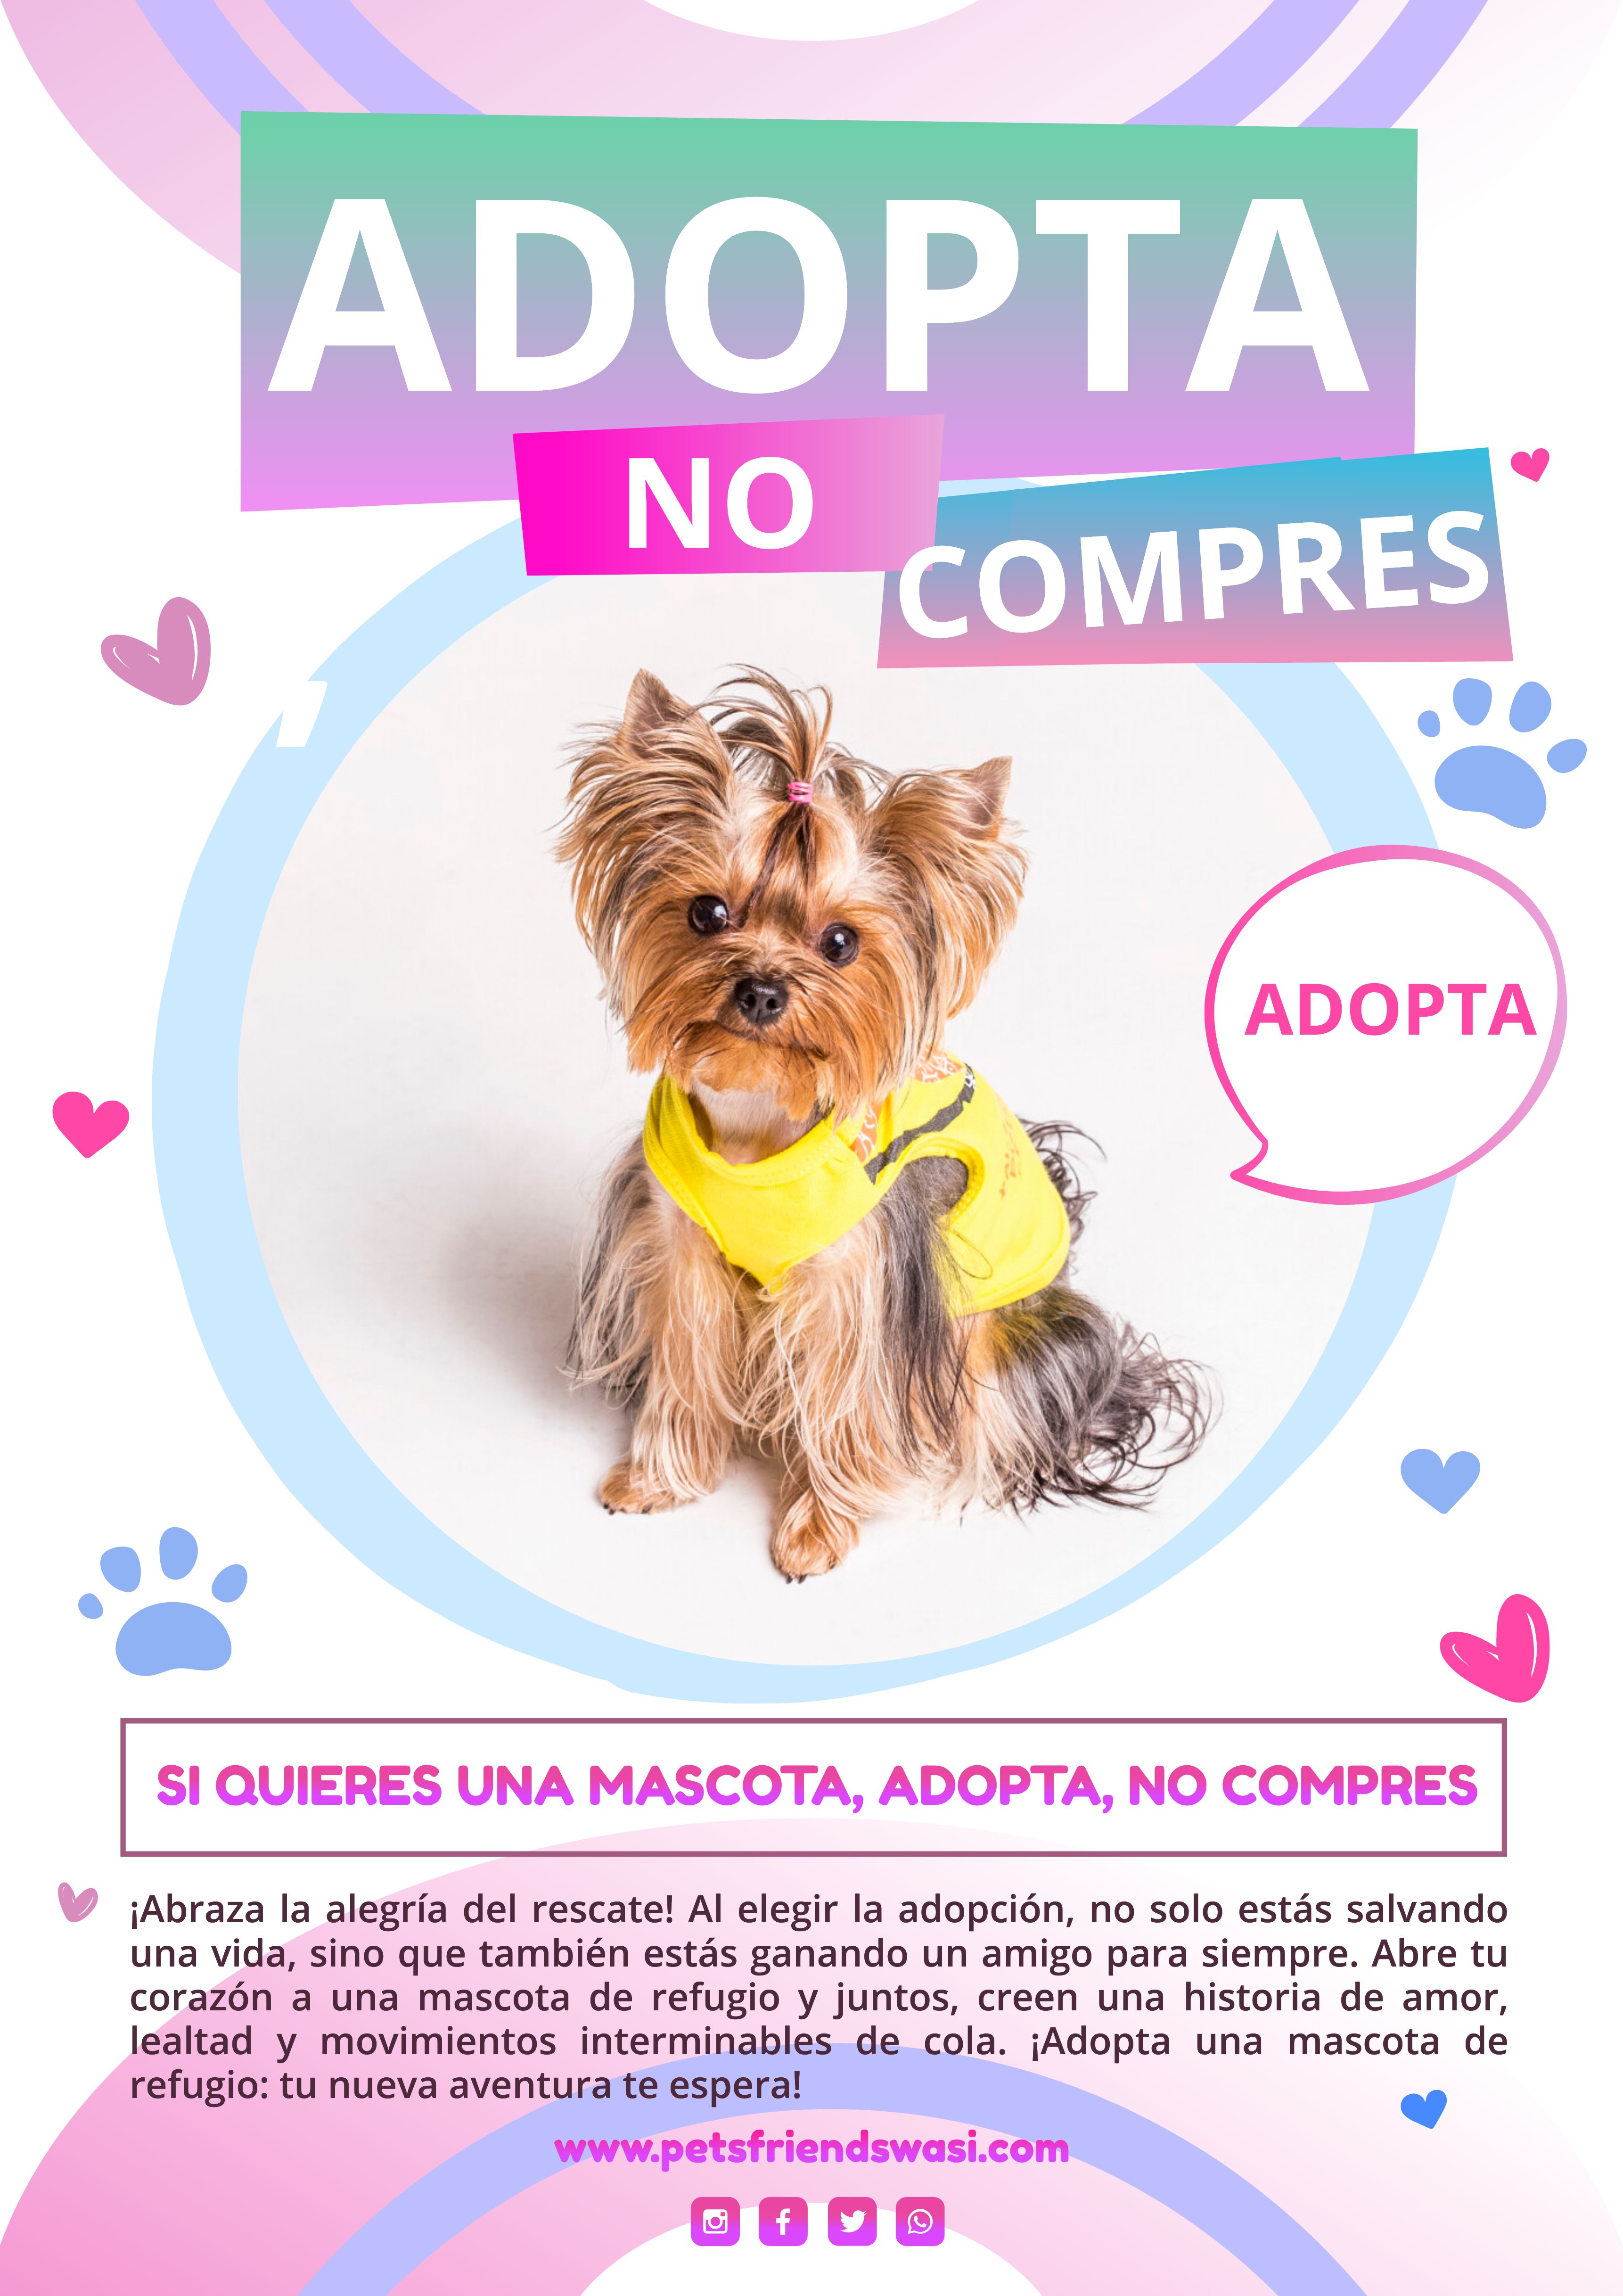 ADOPTA
NO
COMPRES
ADOPTA
SI QUIERES UNA MASCOTA, ADOPTA, NO COMPRES
¡Abraza la alegría del rescate! Al elegir la adopción, no solo estás salvando
una vida, sino que también estás ganando un amigo para siempre. Abre tu
corazón a una mascota de refugio y juntos, creen una historia de amor,
lealtad y movimientos interminables de cola. ¡Adopta una mascota de
refugio: tu nueva aventura te espera!
www.petsfriendswasi.com